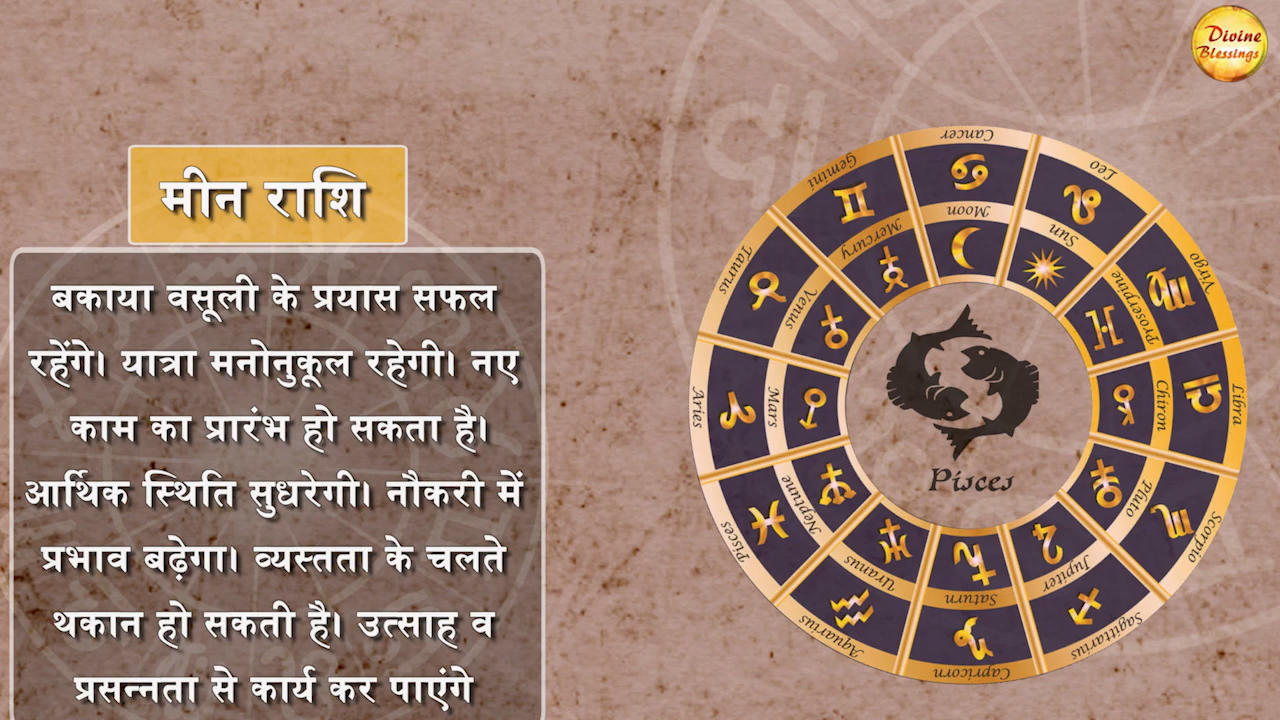 Divine
Blessings
मीन राशि
बकाया वसूली के प्रयास सफल
रहेंगे। यात्रा मनोनुकूल रहेगी। नए
काम का प्रारंभ हो सकता है।
आर्थिक स्थिति सुधरेगी। नौकरी में
प्रभाव बढ़ेगा। व्यस्तता के चलते
थकान हो सकती है। उत्साह व
प्रसन्नता से कार्य कर पाएंगे
Cancer
Leo
Virgo
Libra
Scorpio
Sagittarius
Capricorn
Aquarius
Pisces
Aries
Taurus
Gemini
Moon
Sun
Proserpine
Chiron
Pluto
Jupiter
Saturn
Uranus
Neptune
Mars
Venus
Mercury
Pisces